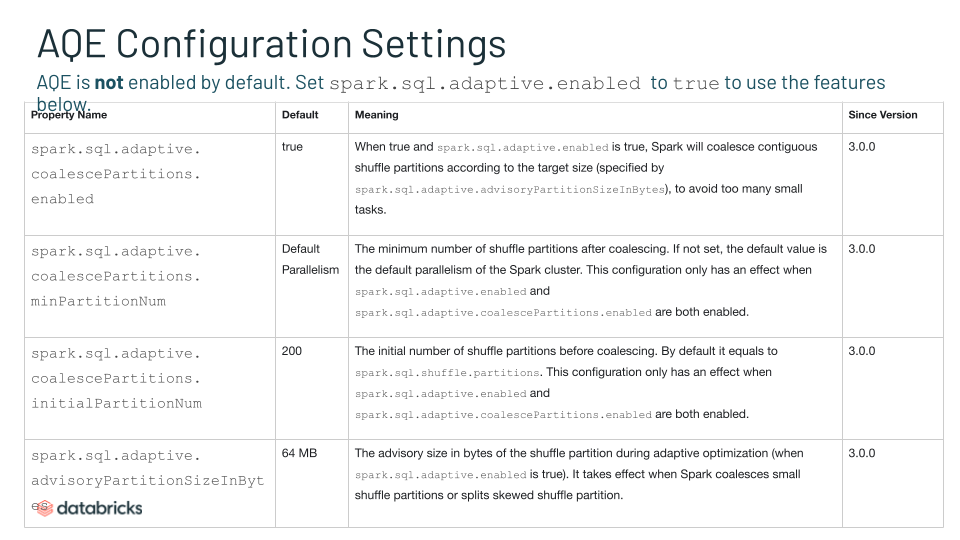 AQE Configuration Settings
AQE is not enabled by default. Set spark.sql.adaptive.enabled to true to use the features
below.
Property Name Default Meaning Since Version
spark.sql.adaptive.
coalescePartitions.
enabled
true
When true and spark.sql.adaptive.enabled is true, Spark will coalesce contiguous
shuffle partitions according to the target size (specified by
spark.sql.adaptive.advisoryPartitionSizeInBytes), to avoid too many small
tasks.
3.0.0
spark.sql.adaptive.
coalescePartitions.
minPartitionNum
Default
Parallelism
The minimum number of shuffle partitions after coalescing. If not set, the default value is
the default parallelism of the Spark cluster. This configuration only has an effect when
spark.sql.adaptive.enabled and
spark.sql.adaptive.coalescePartitions.enabled are both enabled.
3.0.0
spark.sql.adaptive.
coalescePartitions.
initialPartitionNum
200
The initial number of shuffle partitions before coalescing. By default it equals to
spark.sql.shuffle.partitions. This configuration only has an effect when
spark.sql.adaptive.enabled and
spark.sql.adaptive.coalescePartitions.enabled are both enabled.
3.0.0
spark.sql.adaptive.
advisoryPartitionSizeInByt
es
64 MB
The advisory size in bytes of the shuffle partition during adaptive optimization (when
spark.sql.adaptive.enabled is true). It takes effect when Spark coalesces small
shuffle partitions or splits skewed shuffle partition.
3.0.0
databricks